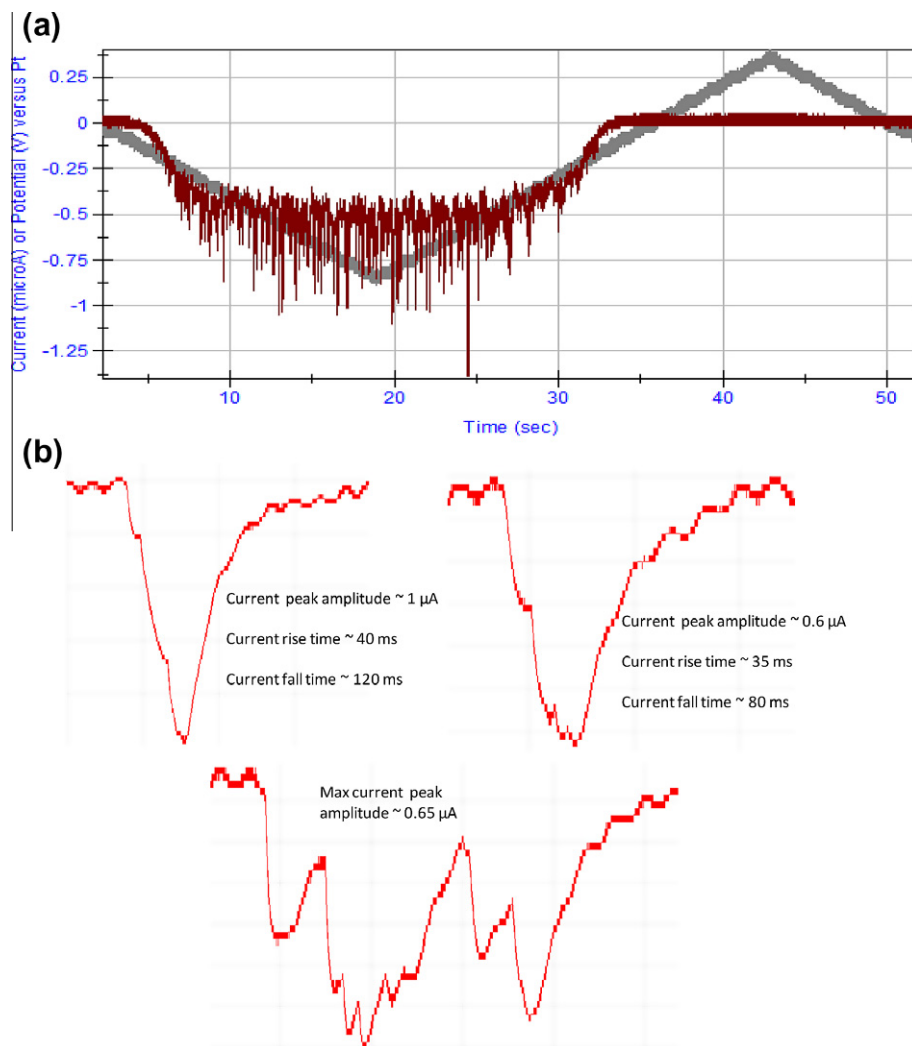 (a)
Current (microA) or Potential (V) versus Pt
0.25
0
-0.25
-0.5
-0.75
-1
-1.25
10
20
30
40
50
Time (sec)
(b)
Current peak amplitude ~ 1 µA
Current rise time ~ 40 ms
Current fall time ~ 120 ms
Current peak amplitude ~ 0.6 µA
Current rise time ~ 35 ms
Current fall time ~ 80 ms
Max current peak
amplitude ~ 0.65 µA